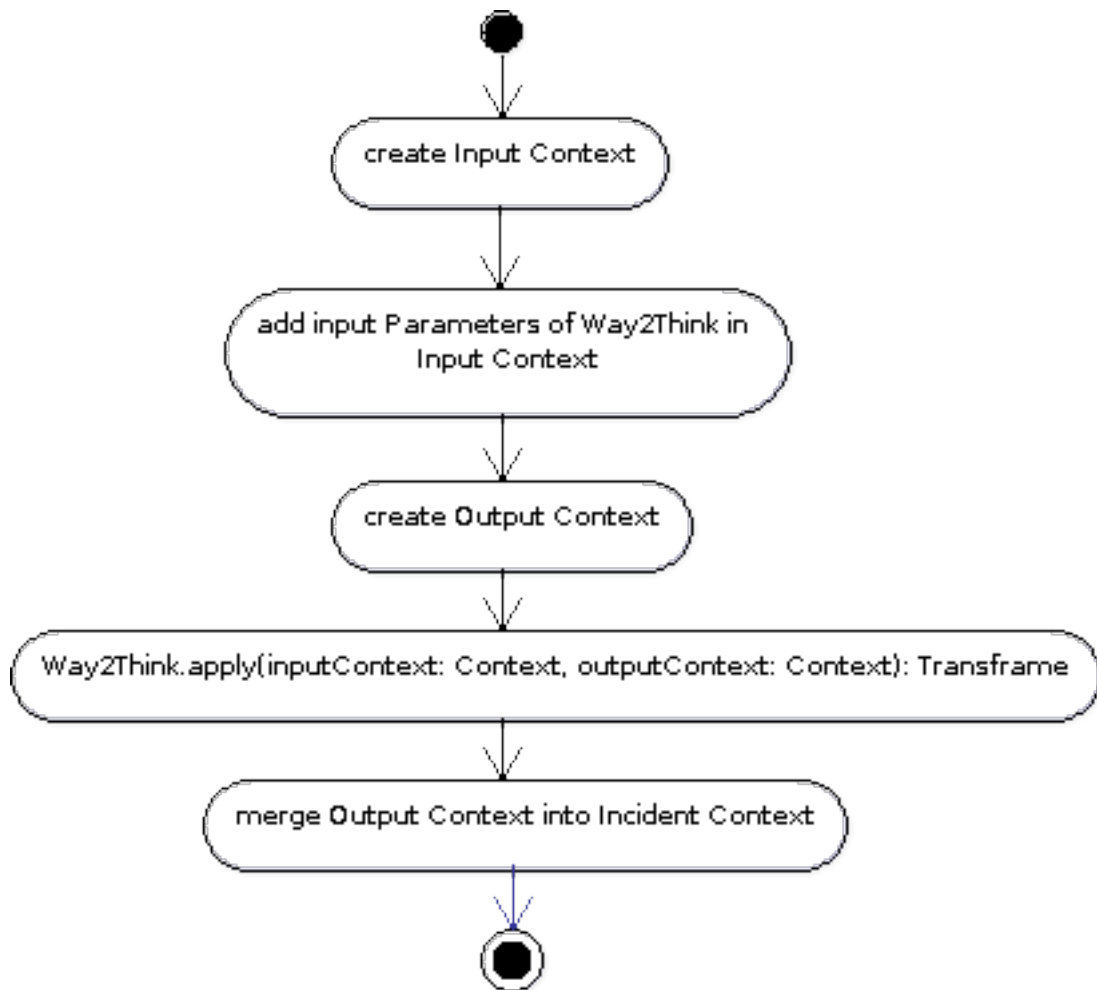 create Input Context
add input Parameters of Way2Think in
Input Context
create Output Context
Way2Think.apply(inputContext: Context, outputContext: Context): Transframe
merge Output Context into Incident Context